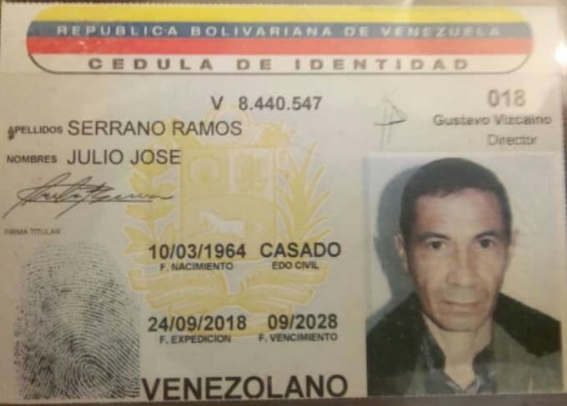 REPUBLICA BOLIVARIANA DE VENEZUELA
CEDULA DE IDENTIDAD
V 8.440.547
018
Gustavo Vizcaino
Director
APELLIDOS SERRANO RAMOS
NOMBRES JULIO JOSE
FIRMA TITULAR
10/03/1964 CASADO
F. NACIMIENTO EDO CIVIL
24/09/2018 09/2028
F. EXPEDICION F. VENCIMIENTO
VENEZOLANO